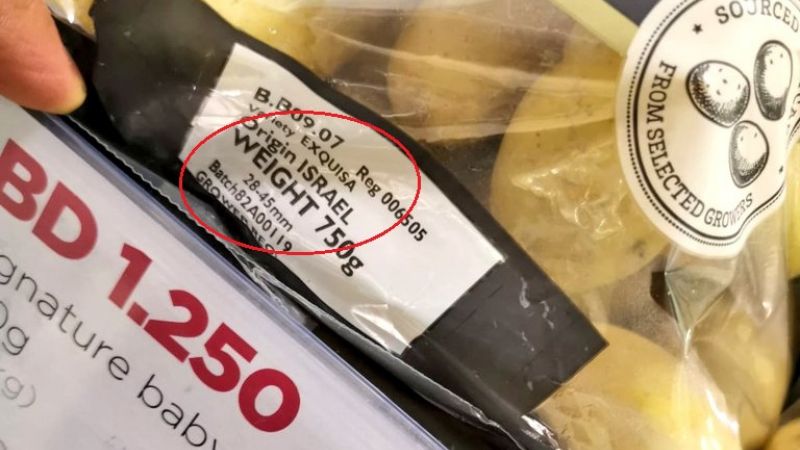 B.B09.07
Variety EXQUISA Reg 006505
Origin ISRAEL
WEIGHT 750g
28-45mm
Batch82A00119
SOURCED
FROM SELECTED GROWERS
BD 1.250
gnature baby
0g